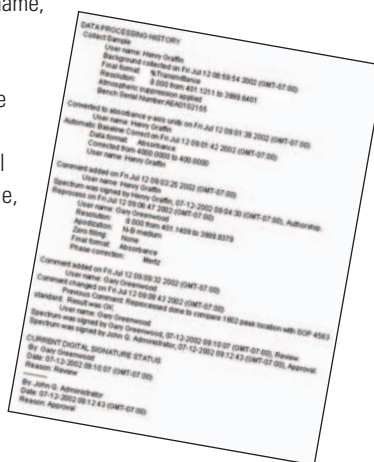 name,
e
l
le,
DATA PROCESSING HISTORY
Collect Sample
User name: Henry Graffin
Background collected on Fri Jul 12 08:59:54 2002 (GMT-07:00)
Final format: %Transmittance
Resolution: 8.000 from 401.1211 to 3999.6401
Atmospheric suppression applied
Bench Serial Number:AEA0102155
Converted to absorbance y-axis units on Fri Jul 12 09:01:39 2002 (GMT-07:00)
User name: Henry Graffin
Automatic Baseline Correct on Fri Jul 12 09:01:42 2002 (GMT-07:00)
Data format: Absorbance
Corrected from 4000.0000 to 400.0000
User name: Henry Graffin
Comment added on Fri Jul 12 09:03:25 2002 (GMT-07:00)
User name: Henry Graffin
Spectrum was signed by Henry Graffin, 07-12-2002 09:04:30 (GMT-07:00), Authorship.
Reprocess on Fri Jul 12 09:08:47 2002 (GMT-07:00)
User name: Gary Greenwood
Resolution: 8.000 from 401.1409 to 3999.8379
Apodization: N-B medium
Zero filling: None
Final format: Absorbance
Phase correction: Mertz
Comment added on Fri Jul 12 09:09:32 2002 (GMT-07:00)
User name: Gary Greenwood
Comment changed on Fri Jul 12 09:09:43 2002 (GMT-07:00)
Previous Comment: Reprocessed done to compare 1602 peak location with SOP 4563
standard. Result was OK.
User name: Gary Greenwood
Spectrum was signed by Gary Greenwood, 07-12-2002 09:10:07 (GMT-07:00), Review.
Spectrum was signed by John Q. Administrator, 07-12-2002 09:12:43 (GMT-07:00), Approval.
CURRENT DIGITAL SIGNATURE STATUS
By: Gary Greenwood
Date: 07-12-2002 09:10:07 (GMT-07:00)
Reason: Review
By: John Q. Administrator
Date: 07-12-2002 09:12:43 (GMT-07:00)
Reason: Approval